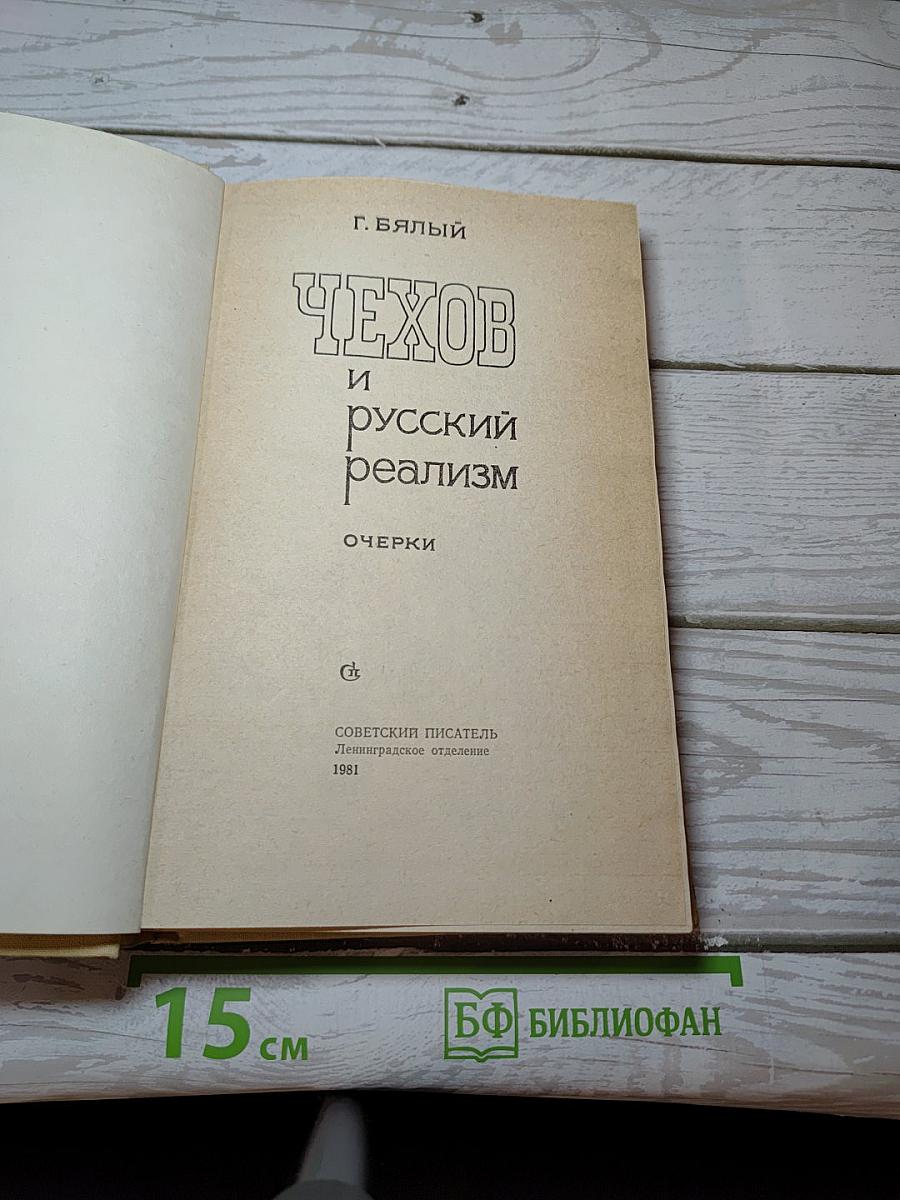 Г. БЯЛЫЙ
ЧЕХОВ
и
русский
реализм
ОЧЕРКИ
СОВЕТСКИЙ ПИСАТЕЛЬ
Ленинградское отделение
1981
15 см
БФ БИБЛИОФАН